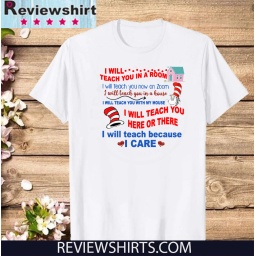 Reviewshirt
I WILL
TEACH YOU IN A ROOM
I will teach you now on Zoom
I will teach you in a house
I WILL TEACH YOU WITH MY MOUSE
I WILL TEACH YOU
HERE OR THERE
I will teach because
I CARE
REVIEWSHIRTS.COM